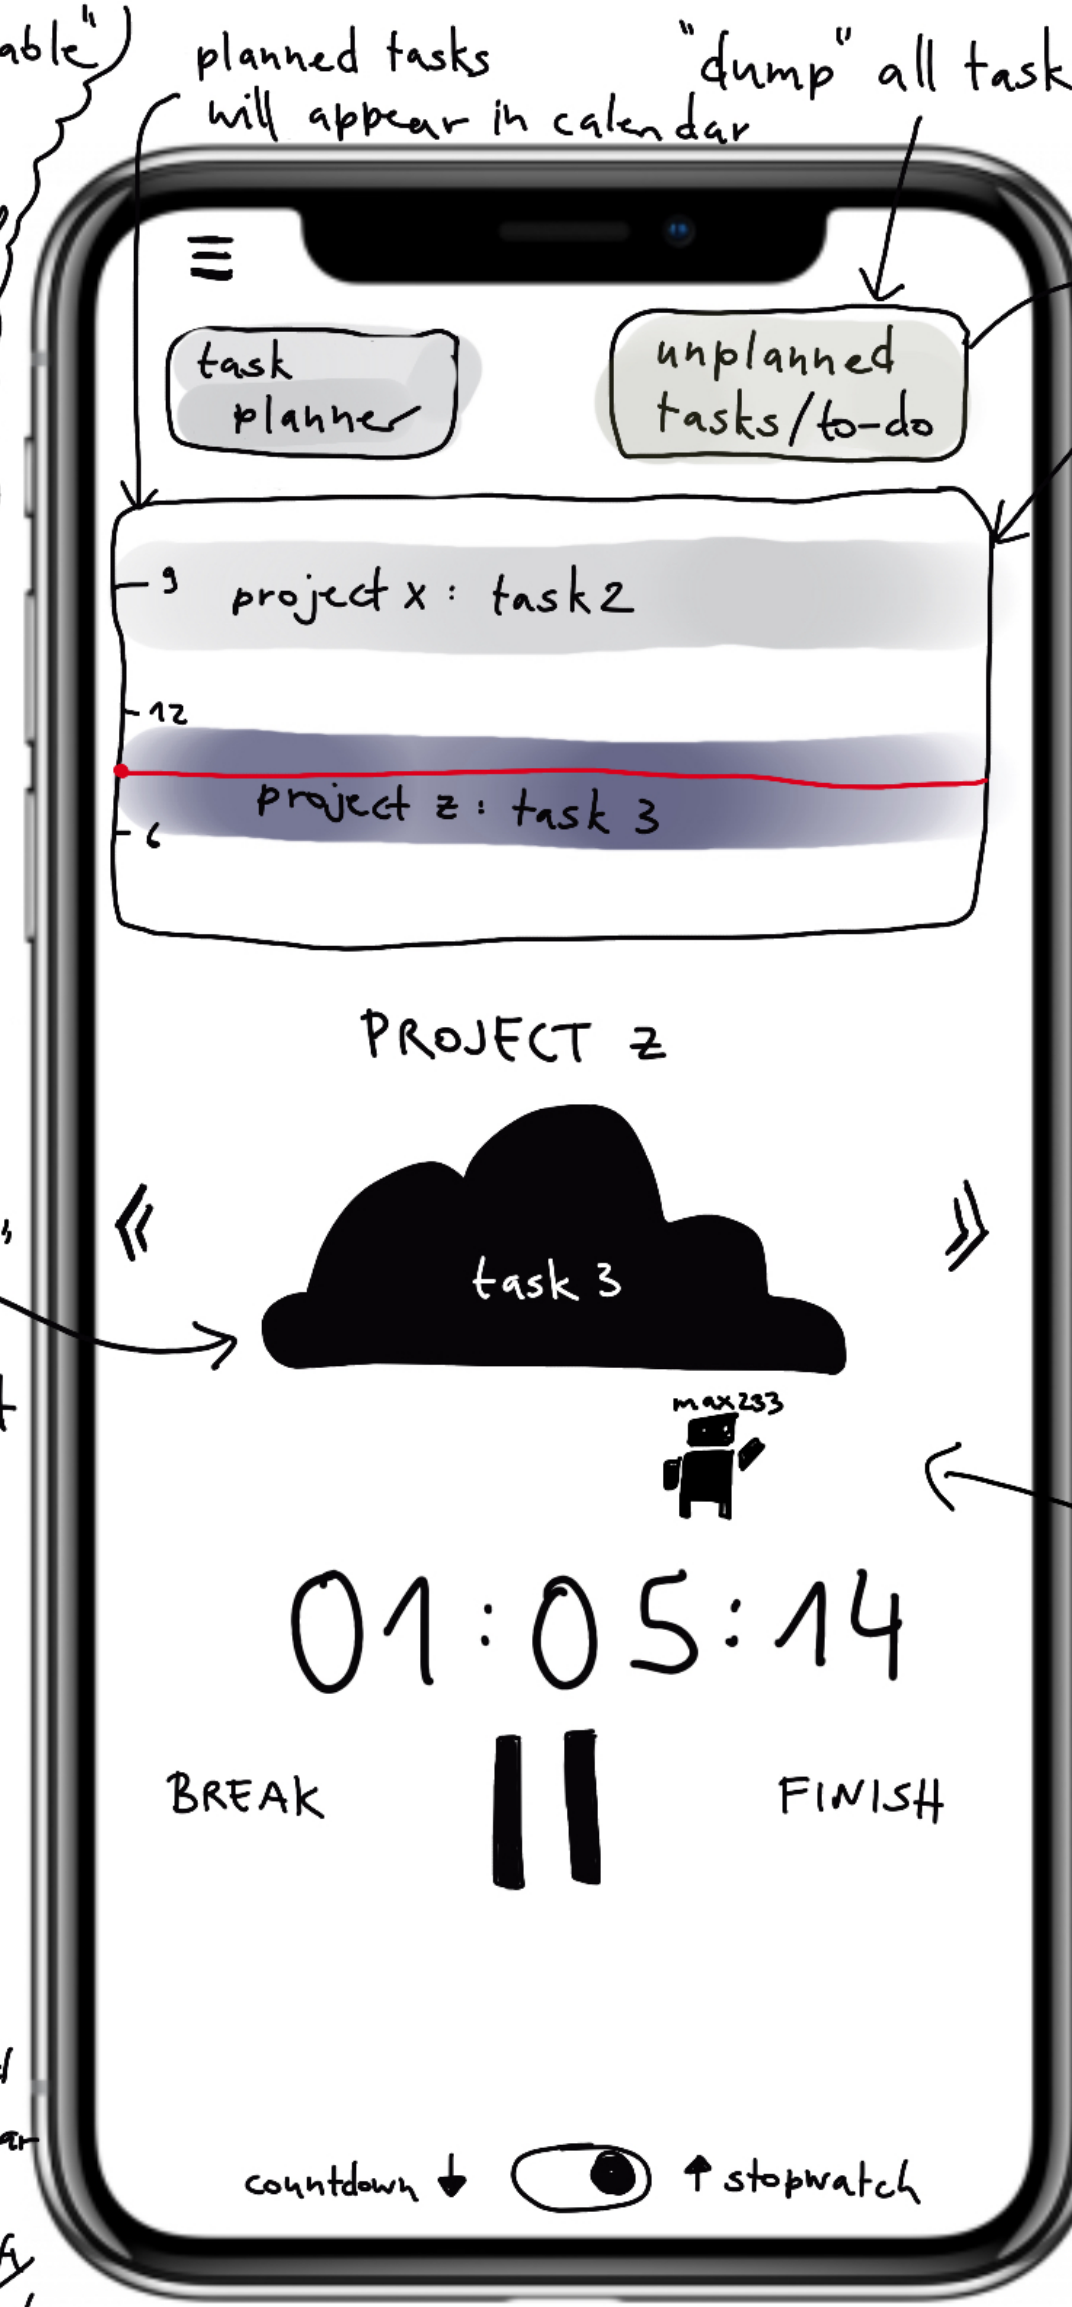 able")
planned tasks
will appear in calendar
"dump" all task
task
planner
unplanned
tasks/to-do
9 project x : task 2
12
project z : task 3
6
PROJECT z
task 3
max233
01:05:14
BREAK
FINISH
countdown ↓
↑ stopwatch